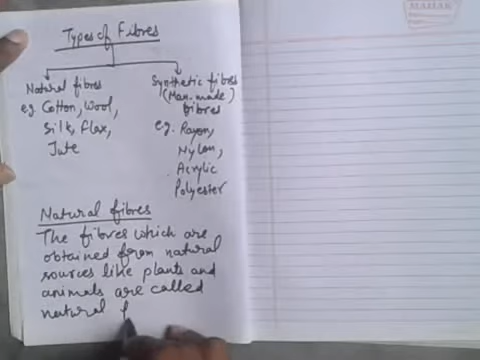 MAHAK
Types of Fibres
Natural fibres
eg. Cotton, Wool,
Silk, Flax,
Jute
Synthetic fibres
(Man-made)
fibres
eg. Rayon,
Nylon,
Acrylic
Polyester
Natural fibres
The fibres which are
obtained from natural
sources like plants and
animals are called
natural f